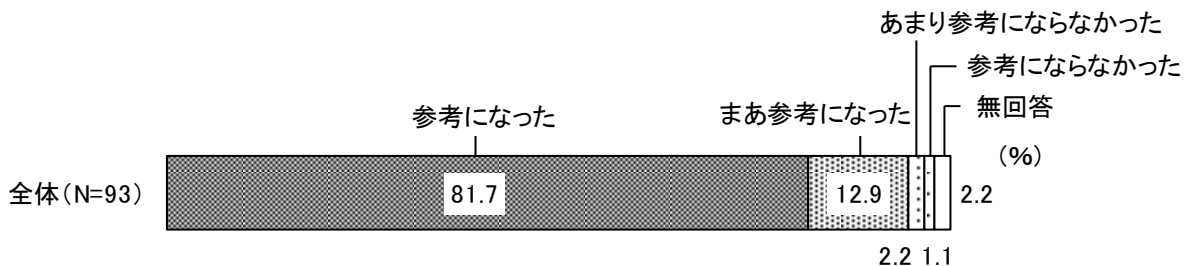 あまり参考にならなかった
参考にならなかった
参考になった
まあ参考になった
無回答
(%)
全体(N=93)
81.7
12.9
2.2
2.2
1.1